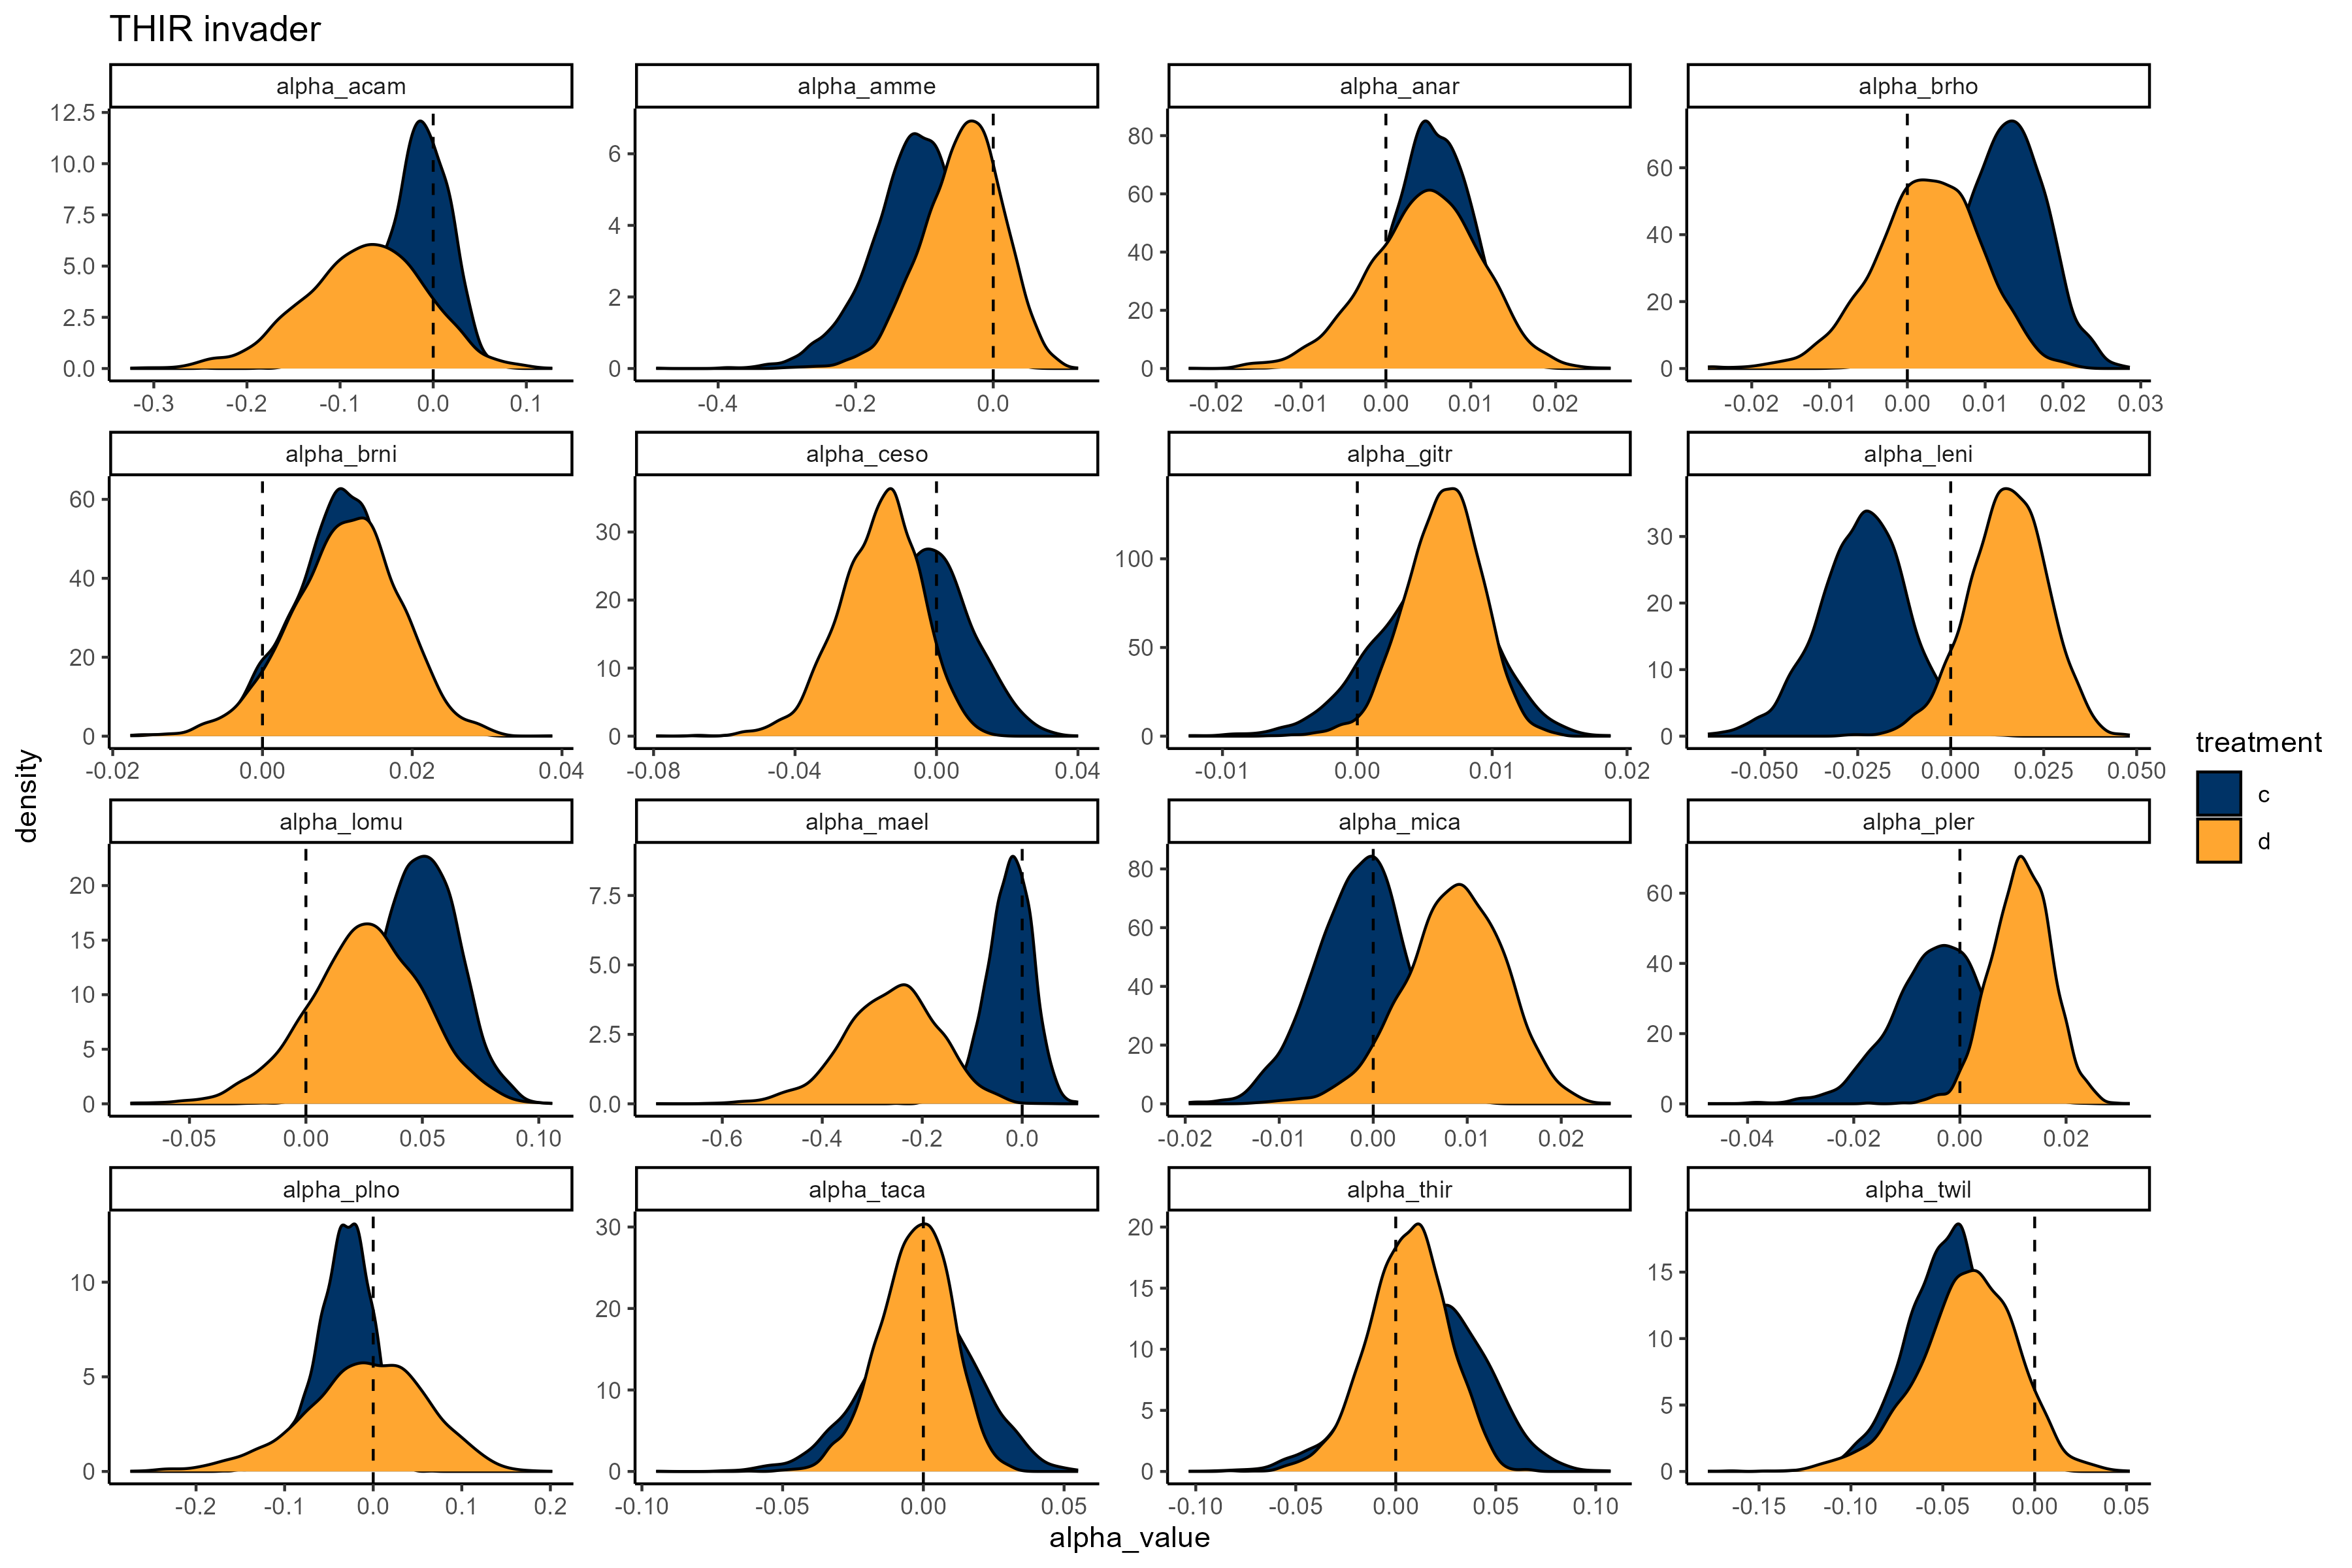 THIR invader
alpha_acam
alpha_amme
alpha_anar
alpha_brho
12.5
10.0
7.5
5.0
2.5
0.0
-0.3 -0.2 -0.1 0.0 0.1
6
4
2
0
-0.4 -0.2 0.0
80
60
40
20
0
-0.02 -0.01 0.00 0.01 0.02
60
40
20
0
-0.02 -0.01 0.00 0.01 0.02 0.03
alpha_brni
alpha_ceso
alpha_gitr
alpha_leni
60
40
20
0
-0.02 0.00 0.02 0.04
30
20
10
0
-0.08 -0.04 0.00 0.04
100
50
0
-0.01 0.00 0.01 0.02
30
20
10
0
-0.050 -0.025 0.000 0.025 0.050
alpha_lomu
alpha_mael
alpha_mica
alpha_pler
20
15
10
5
0
-0.05 0.00 0.05 0.10
7.5
5.0
2.5
0.0
-0.6 -0.4 -0.2 0.0
80
60
40
20
0
-0.02 -0.01 0.00 0.01 0.02
60
40
20
0
-0.04 -0.02 0.00 0.02
alpha_plno
alpha_taca
alpha_thir
alpha_twil
10
5
0
-0.2 -0.1 0.0 0.1 0.2
30
20
10
0
-0.10 -0.05 0.00 0.05
20
15
10
5
0
-0.10 -0.05 0.00 0.05 0.10
15
10
5
0
-0.15 -0.10 -0.05 0.00 0.05
density
alpha_value
treatment
c
d